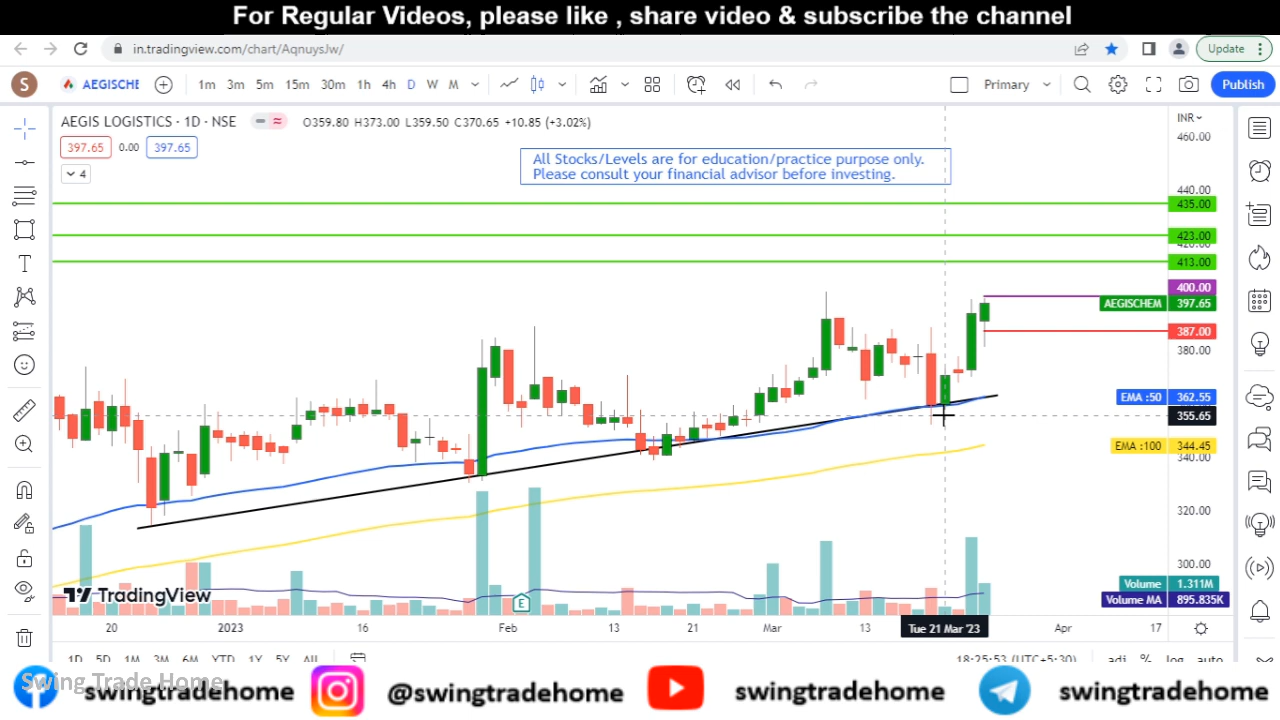 For Regular Videos, please like , share video & subscribe the channel
in.tradingview.com/chart/AqnuysJw/
Update
S AEGISCHE 1m 3m 5m 15m 30m 1h 4h D W M Primary Publish
AEGIS LOGISTICS · 1D · NSE O359.80 H373.00 L359.50 C370.65 +10.85 (+3.02%)
INR
397.65 0.00 397.65
4
All Stocks/Levels are for education/practice purpose only.
Please consult your financial advisor before investing.
460.00
440.00
435.00
423.00
420.00
413.00
400.00
AEGISCHEM 397.65
387.00
380.00
EMA :50 362.55
355.65
EMA :100 344.45
340.00
320.00
300.00
Volume 1.311M
Volume MA 895.835K
TradingView
E
20 2023 16 Feb 13 21 Mar 13 Tue 21 Mar '23 Apr 17
1D 5D 1M 3M 6M YTD 1Y 5Y All 18:25:53 (UTC+5:30) adj % log auto
Swing Trade Home
swingtradehome @swingtradehome swingtradehome swingtradehome